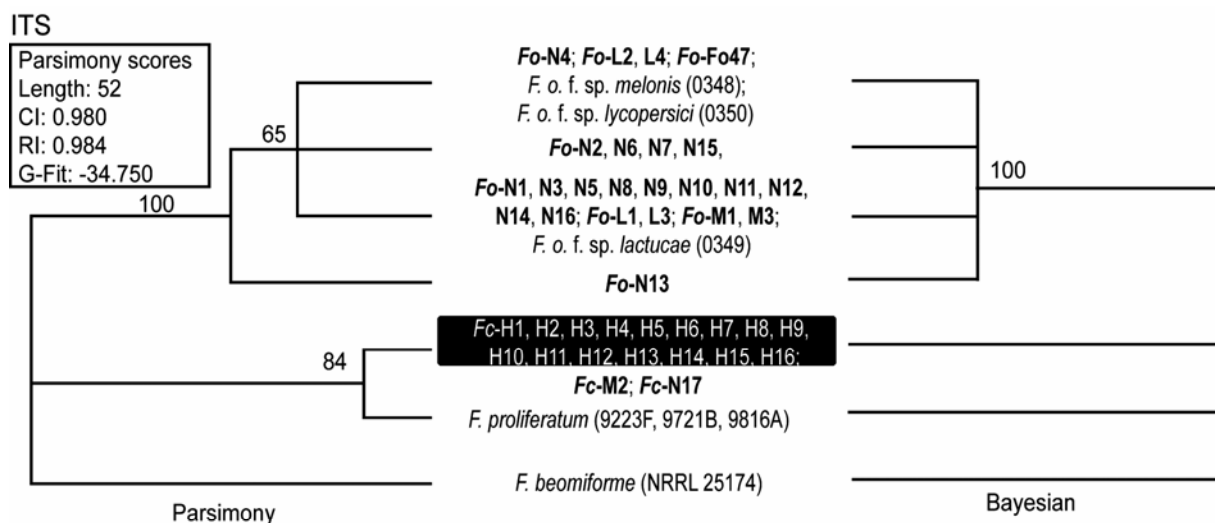 ITS
Parsimony scores
Length: 52
CI: 0.980
RI: 0.984
G-Fit: -34.750
Fo-N4; Fo-L2, L4; Fo-Fo47;
F. o. f. sp. melonis (0348);
F. o. f. sp. lycopersici (0350)
65
Fo-N2, N6, N7, N15,
100
100
Fo-N1, N3, N5, N8, N9, N10, N11, N12,
N14, N16; Fo-L1, L3; Fo-M1, M3;
F. o. f. sp. lactucae (0349)
Fo-N13
Fc-H1, H2, H3, H4, H5, H6, H7, H8, H9,
H10, H11, H12, H13, H14, H15, H16;
84
Fc-M2; Fc-N17
F. proliferatum (9223F, 9721B, 9816A)
F. beomiforme (NRRL 25174)
Parsimony
Bayesian